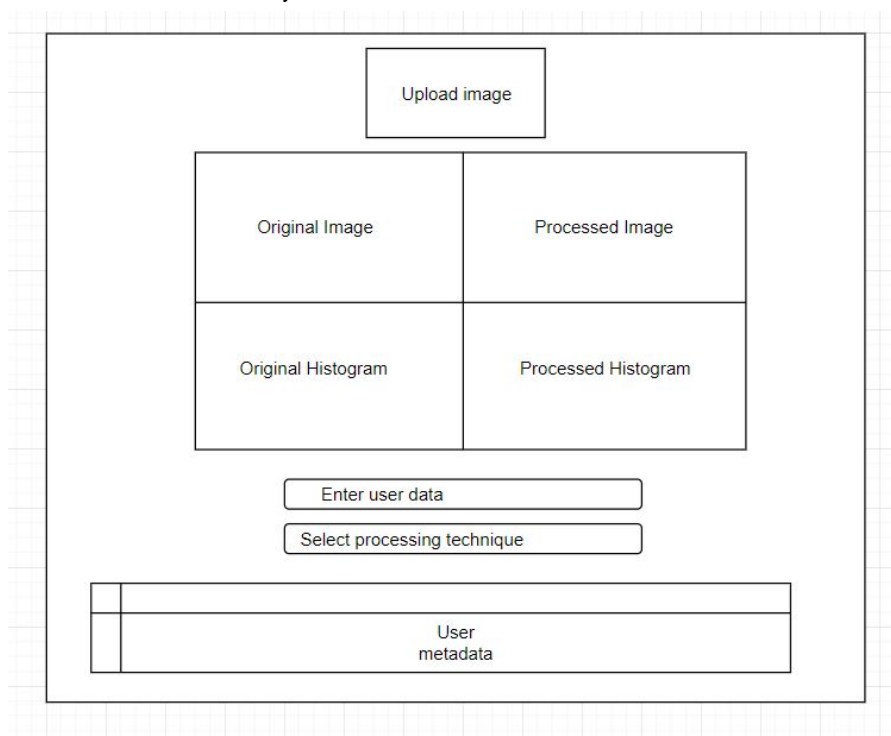 Upload image
Original Image
Processed Image
Original Histogram
Processed Histogram
Enter user data
Select processing technique
User
metadata